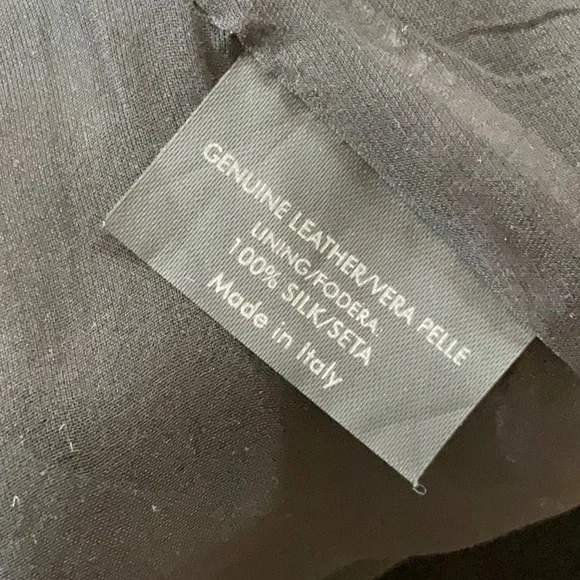 GENUINE LEATHER/VERA PELLE
LINING/FODERA:
100% SILK/SETA
Made in Italy